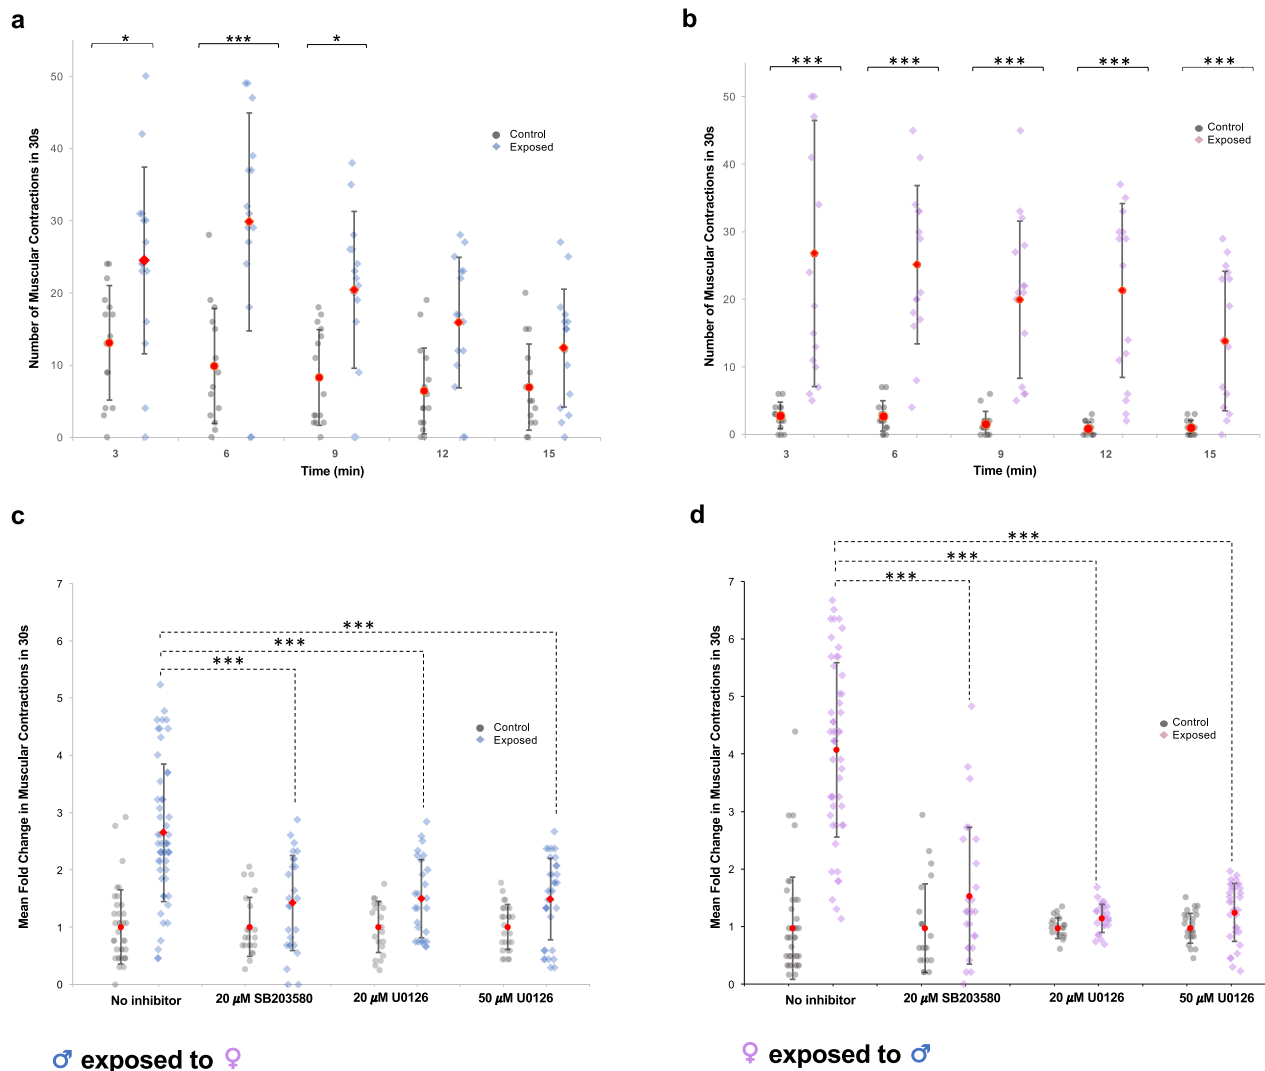 a
* *** *
50
40
30
20
10
0
Number of Muscular Contractions in 30s
Control
Exposed
3 6 9 12 15
Time (min)
b
*** *** *** *** ***
50
40
30
20
10
0
Number of Muscular Contractions in 30s
Control
Exposed
3 6 9 12 15
Time (min)
c
7
6
5
4
3
2
1
0
Mean Fold Change in Muscular Contractions in 30s
***
***
***
Control
Exposed
No inhibitor 20 μM SB203580 20 μM U0126 50 μM U0126
♂ exposed to ♀
d
7
6
5
4
3
2
1
0
Mean Fold Change in Muscular Contractions in 30s
***
***
***
Control
Exposed
No inhibitor 20 μM SB203580 20 μM U0126 50 μM U0126
♀ exposed to ♂